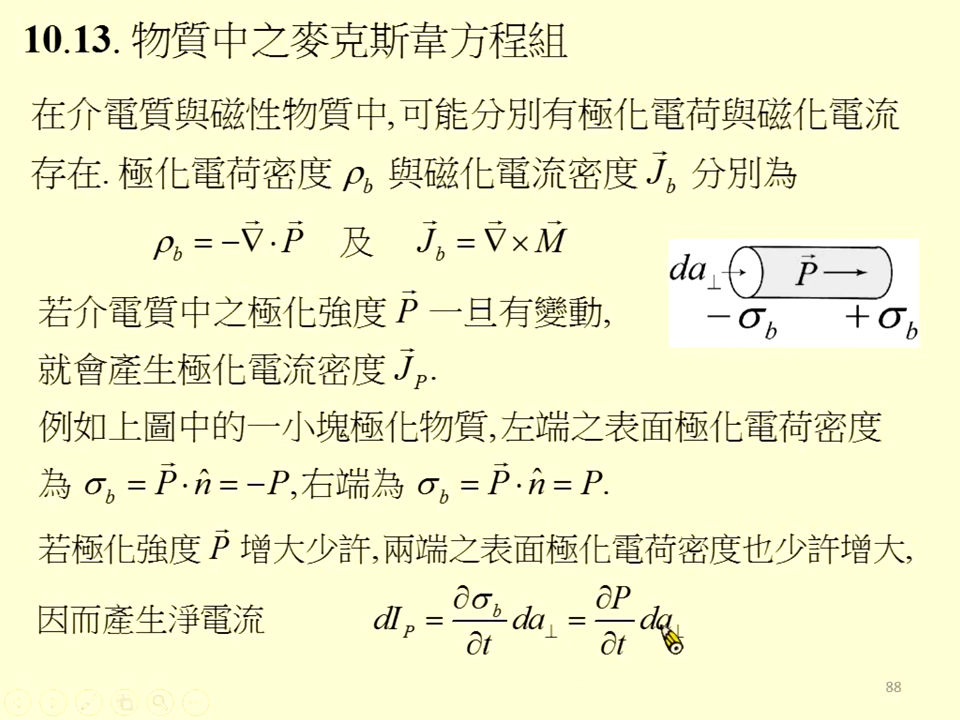 10.13. 物質中之麥克斯韋方程組
在介電質與磁性物質中,可能分別有極化電荷與磁化電流
存在. 極化電荷密度 ρ_b 與磁化電流密度 J⃗_b 分別為
ρ_b = −∇⃗ · P⃗ 及 J⃗_b = ∇⃗ × M⃗
da⊥ P⃗
−σ_b +σ_b
若介電質中之極化強度 P⃗ 一旦有變動,
就會產生極化電流密度 J⃗_P.
例如上圖中的一小塊極化物質,左端之表面極化電荷密度
為 σ_b = P⃗ · n̂ = −P, 右端為 σ_b = P⃗ · n̂ = P.
若極化強度 P⃗ 增大少許,兩端之表面極化電荷密度也少許增大,
因而產生淨電流 dI_P = ∂σ_b/∂t da⊥ = ∂P/∂t da⊥
88